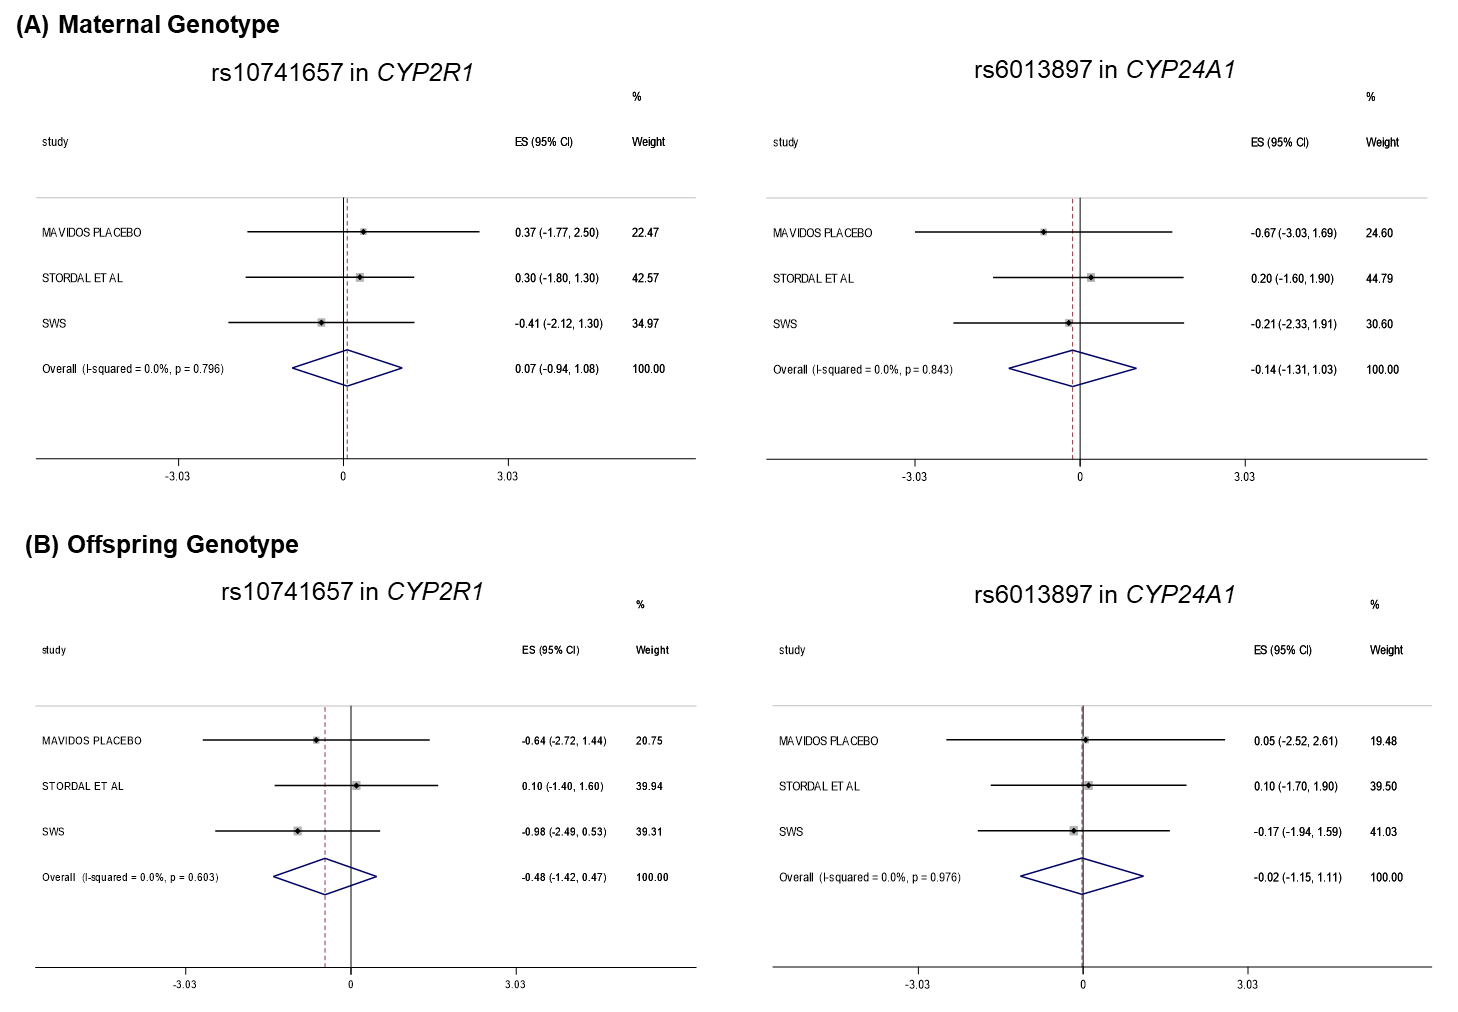 (A) Maternal Genotype
rs10741657 in CYP2R1
%
study ES (95% CI) Weight
MAVIDOS PLACEBO 0.37 (-1.77, 2.50) 22.47
STORDAL ET AL 0.30 (-1.80, 1.30) 42.57
SWS -0.41 (-2.12, 1.30) 34.97
Overall (I-squared = 0.0%, p = 0.796) 0.07 (-0.94, 1.08) 100.00
-3.03 0 3.03
rs6013897 in CYP24A1
%
study ES (95% CI) Weight
MAVIDOS PLACEBO -0.67 (-3.03, 1.69) 24.60
STORDAL ET AL 0.20 (-1.60, 1.90) 44.79
SWS -0.21 (-2.33, 1.91) 30.60
Overall (I-squared = 0.0%, p = 0.843) -0.14 (-1.31, 1.03) 100.00
-3.03 0 3.03
(B) Offspring Genotype
rs10741657 in CYP2R1
%
study ES (95% CI) Weight
MAVIDOS PLACEBO -0.64 (-2.72, 1.44) 20.75
STORDAL ET AL 0.10 (-1.40, 1.60) 39.94
SWS -0.98 (-2.49, 0.53) 39.31
Overall (I-squared = 0.0%, p = 0.603) -0.48 (-1.42, 0.47) 100.00
-3.03 0 3.03
rs6013897 in CYP24A1
%
study ES (95% CI) Weight
MAVIDOS PLACEBO 0.05 (-2.52, 2.61) 19.48
STORDAL ET AL 0.10 (-1.70, 1.90) 39.50
SWS -0.17 (-1.94, 1.59) 41.03
Overall (I-squared = 0.0%, p = 0.976) -0.02 (-1.15, 1.11) 100.00
-3.03 0 3.03